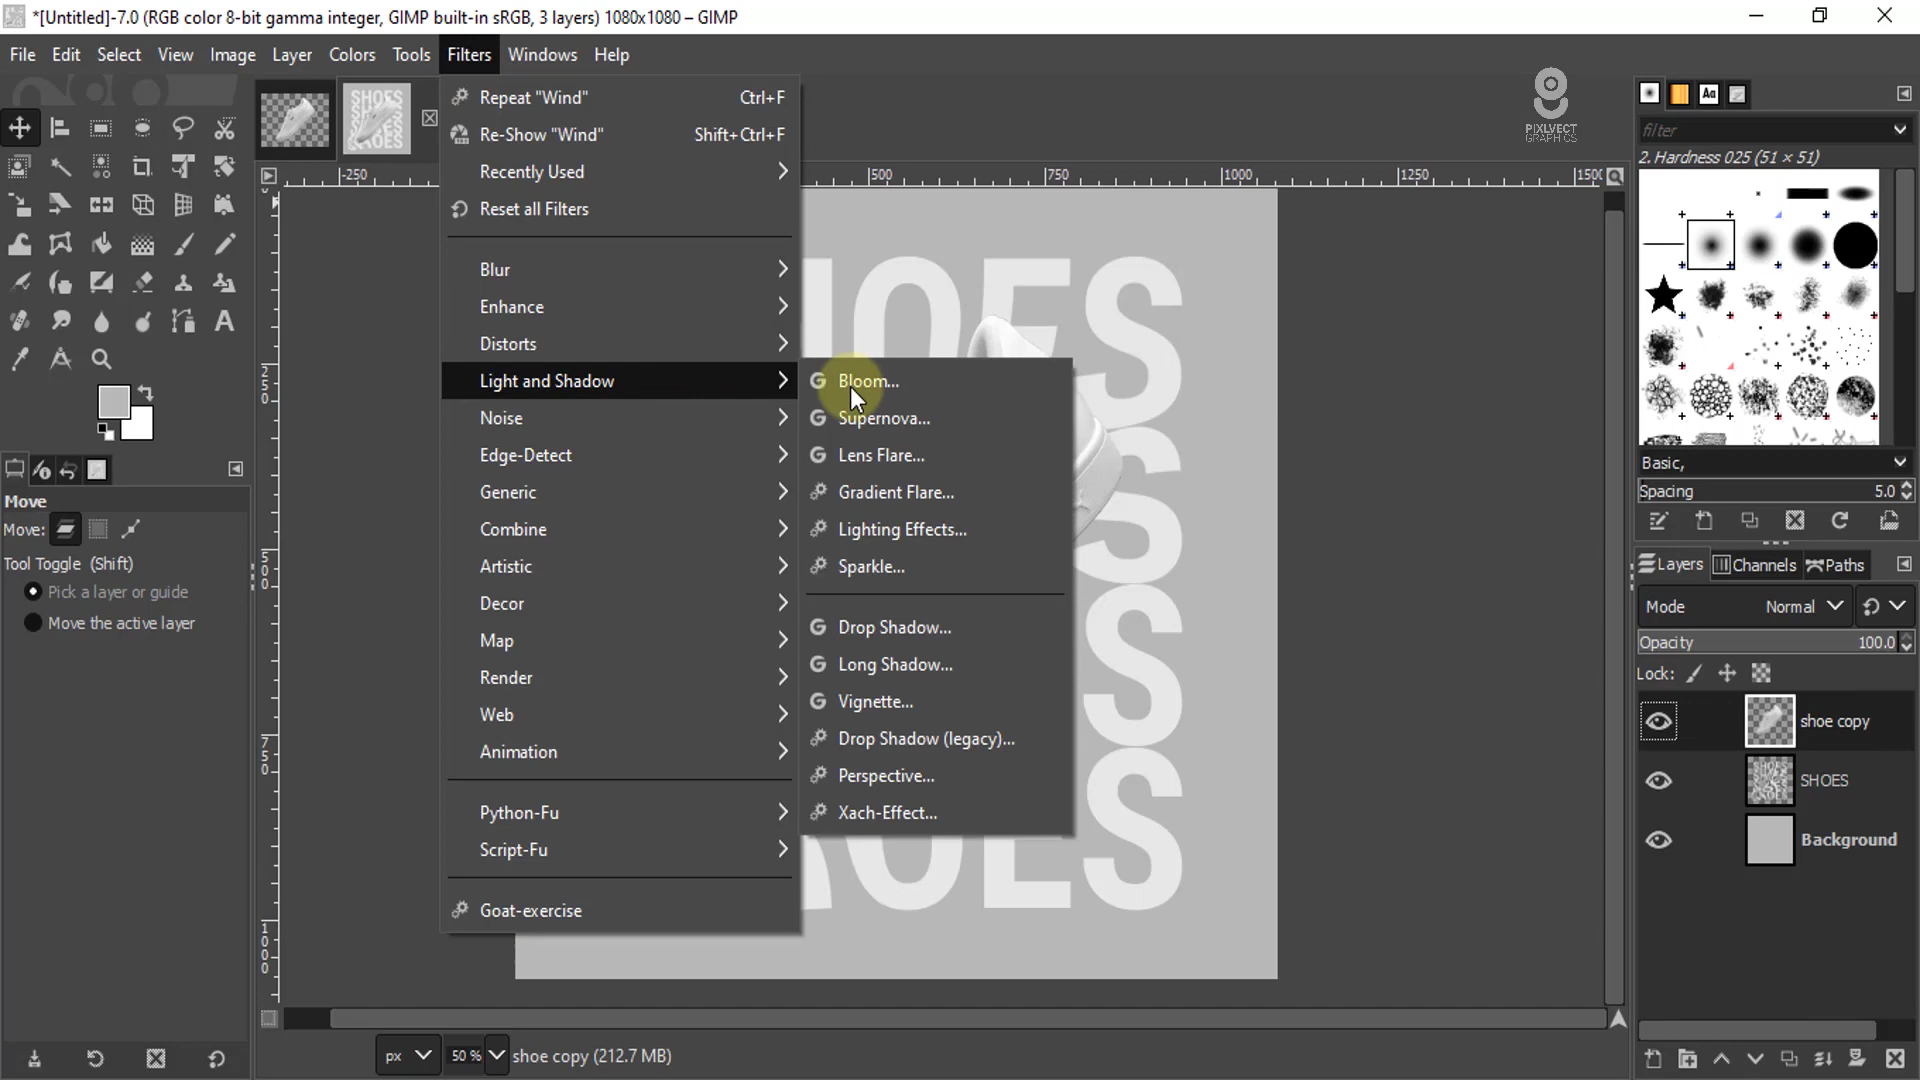 *[Untitled]-7.0 (RGB color 8-bit gamma integer, GIMP built-in sRGB, 3 layers) 1080x1080 – GIMP
File Edit Select View Image Layer Colors Tools Filters Windows Help
SHOES
SHOES
PIXLVECT
GRAPHICS
Repeat "Wind" Ctrl+F
Re-Show "Wind" Shift+Ctrl+F
Recently Used
Reset all Filters
Blur
Enhance
Distorts
Light and Shadow
Noise
Edge-Detect
Generic
Combine
Artistic
Decor
Map
Render
Web
Animation
Python-Fu
Script-Fu
Goat-exercise
Bloom...
Supernova...
Lens Flare...
Gradient Flare...
Lighting Effects...
Sparkle...
Drop Shadow...
Long Shadow...
Vignette...
Drop Shadow (legacy)...
Perspective...
Xach-Effect...
-250 500 750 1000 1250 1500
250
500
750
1000
HOES
S
S
OES
Move
Move:
Tool Toggle (Shift)
Pick a layer or guide
Move the active layer
px 50 % shoe copy (212.7 MB)
Aa
filter
2. Hardness 025 (51 × 51)
Basic,
Spacing 5.0
Layers Channels Paths
Mode Normal
Opacity 100.0
Lock:
shoe copy
SHOES
Background